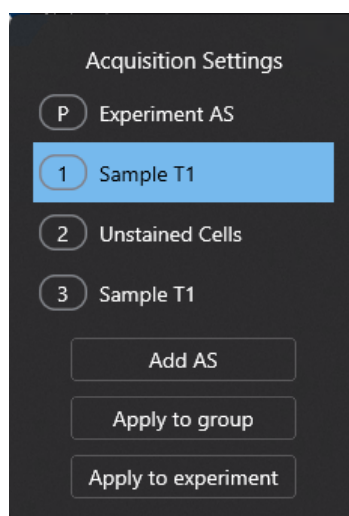 Acquisition Settings
P Experiment AS
1 Sample T1
2 Unstained Cells
3 Sample T1
Add AS
Apply to group
Apply to experiment